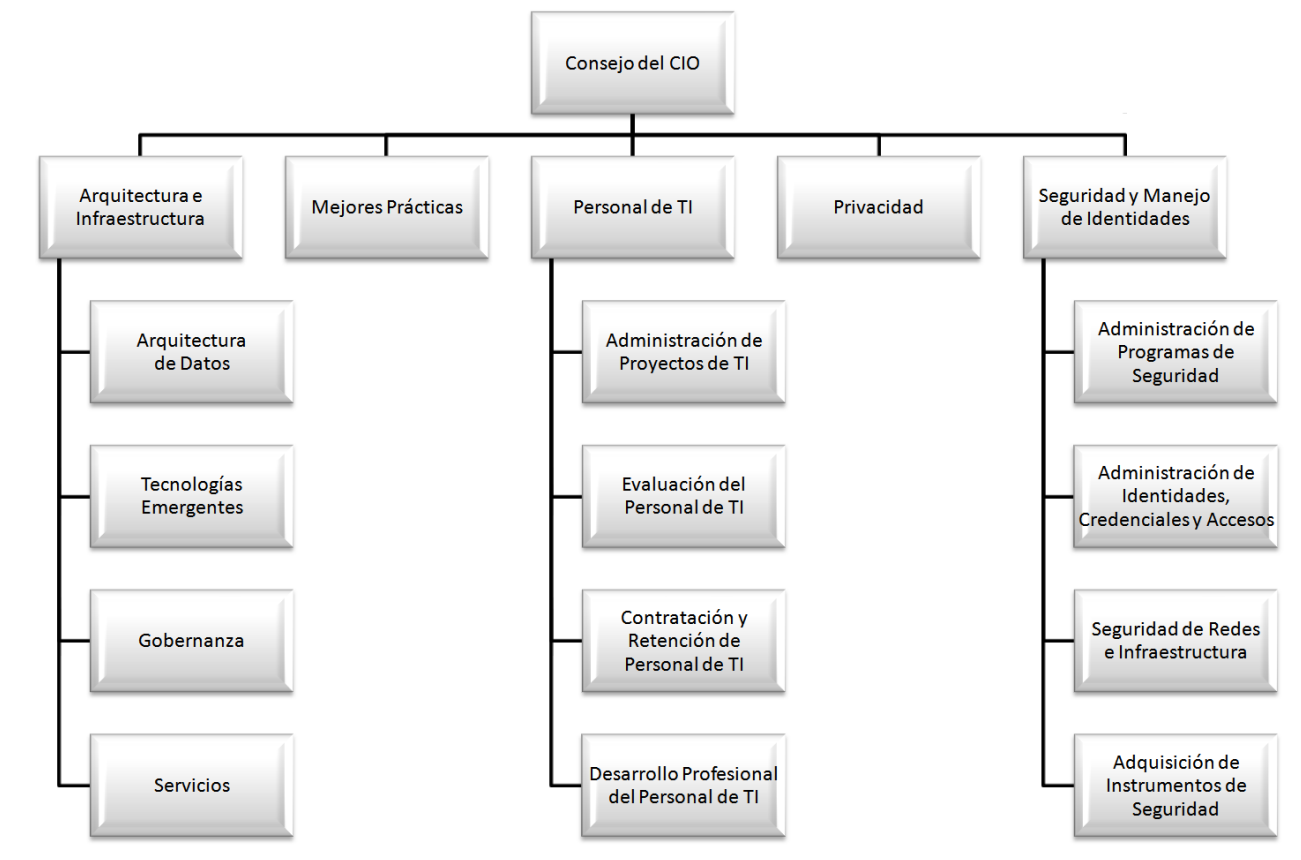 Consejo del CIO
Arquitectura e
Infraestructura
Mejores Prácticas
Personal de TI
Privacidad
Seguridad y Manejo
de Identidades
Arquitectura
de Datos
Tecnologías
Emergentes
Gobernanza
Servicios
Administración de
Proyectos de TI
Evaluación del
Personal de TI
Contratación y
Retención de
Personal de TI
Desarrollo Profesional
del Personal de TI
Administración de
Programas de
Seguridad
Administración de
Identidades,
Credenciales y Accesos
Seguridad de Redes
e Infraestructura
Adquisición de
Instrumentos de
Seguridad